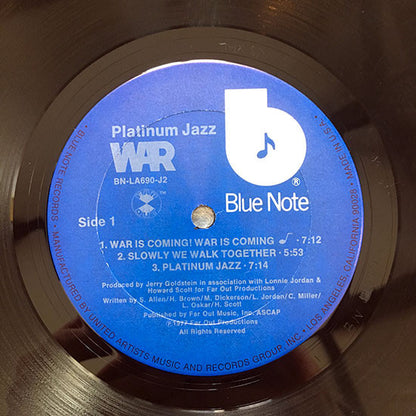 Platinum Jazz
WAR
BN-LA690-J2
b
®
Side 1
Blue Note
1. WAR IS COMING! WAR IS COMING 7:12
2. SLOWLY WE WALK TOGETHER · 5:53
3. PLATINUM JAZZ · 7:14
Produced by Jerry Goldstein in association with Lonnie Jordan &
Howard Scott for Far Out Productions
Written by S. Allen/H. Brown/M. Dickerson/L. Jordan/C. Miller/
L. Oskar/H. Scott
Published by Far Out Music, Inc. ASCAP
℗1977 Far Out Productions
All Rights Reserved
• BLUE NOTE RECORDS • MANUFACTURED BY UNITED ARTISTS MUSIC AND RECORDS GROUP, INC. • LOS ANGELES, CALIFORNIA 90028 • MADE IN U.S.A.